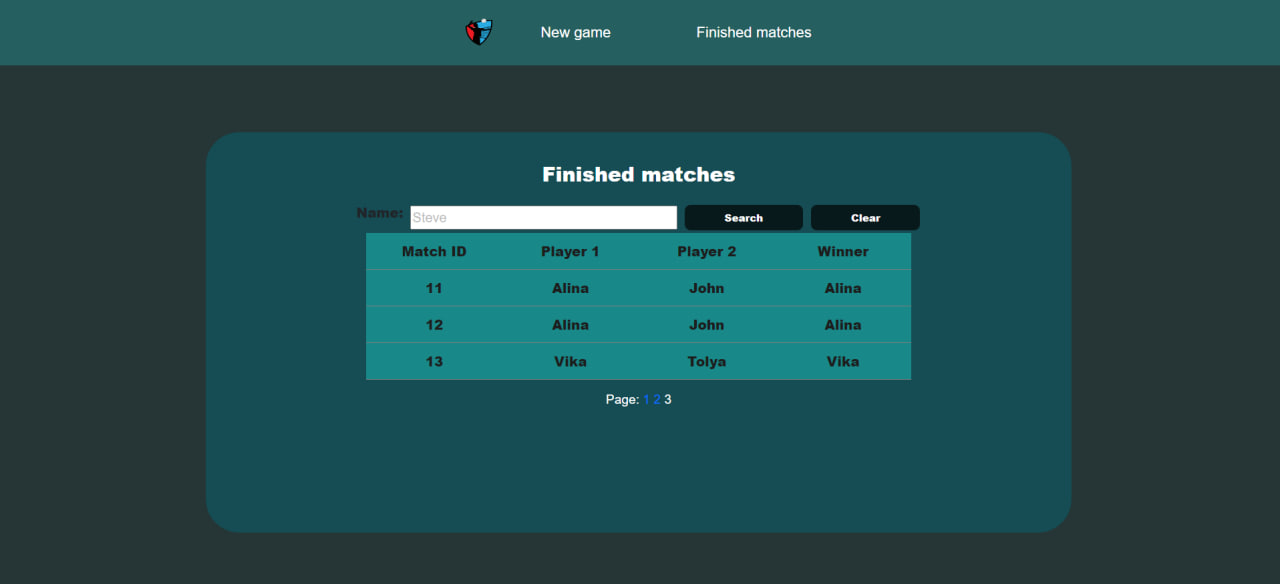 New game Finished matches
Finished matches
Name: Steve Search Clear
Match ID Player 1 Player 2 Winner
11 Alina John Alina
12 Alina John Alina
13 Vika Tolya Vika
Page: 1 2 3